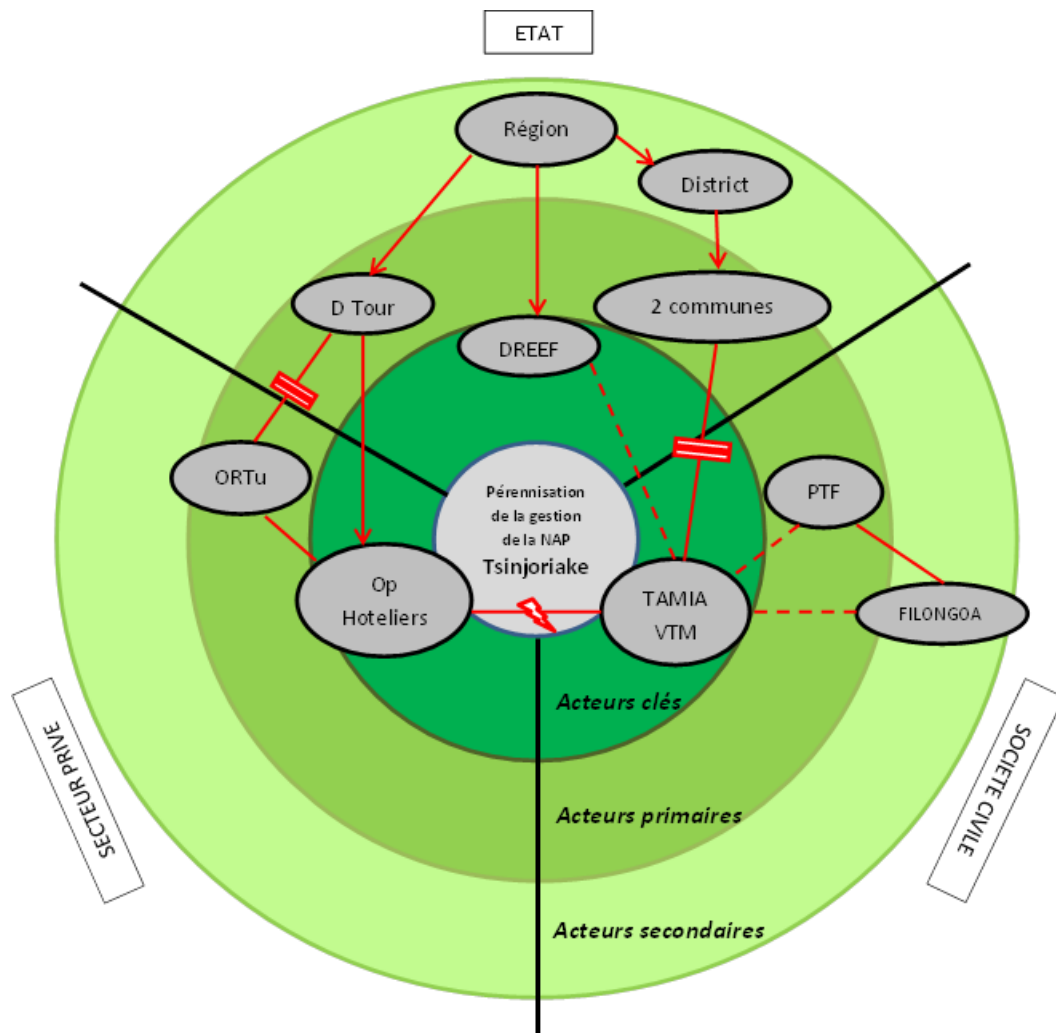 ETAT
Région
District
D Tour
2 communes
DREEF
ORTu
PTF
Pérennisation
de la gestion
de la NAP
Tsinjoriake
Op
Hoteliers
TAMIA
VTM
FILONGOA
Acteurs clés
SECTEUR PRIVE
SOCIETE CIVILE
Acteurs primaires
Acteurs secondaires